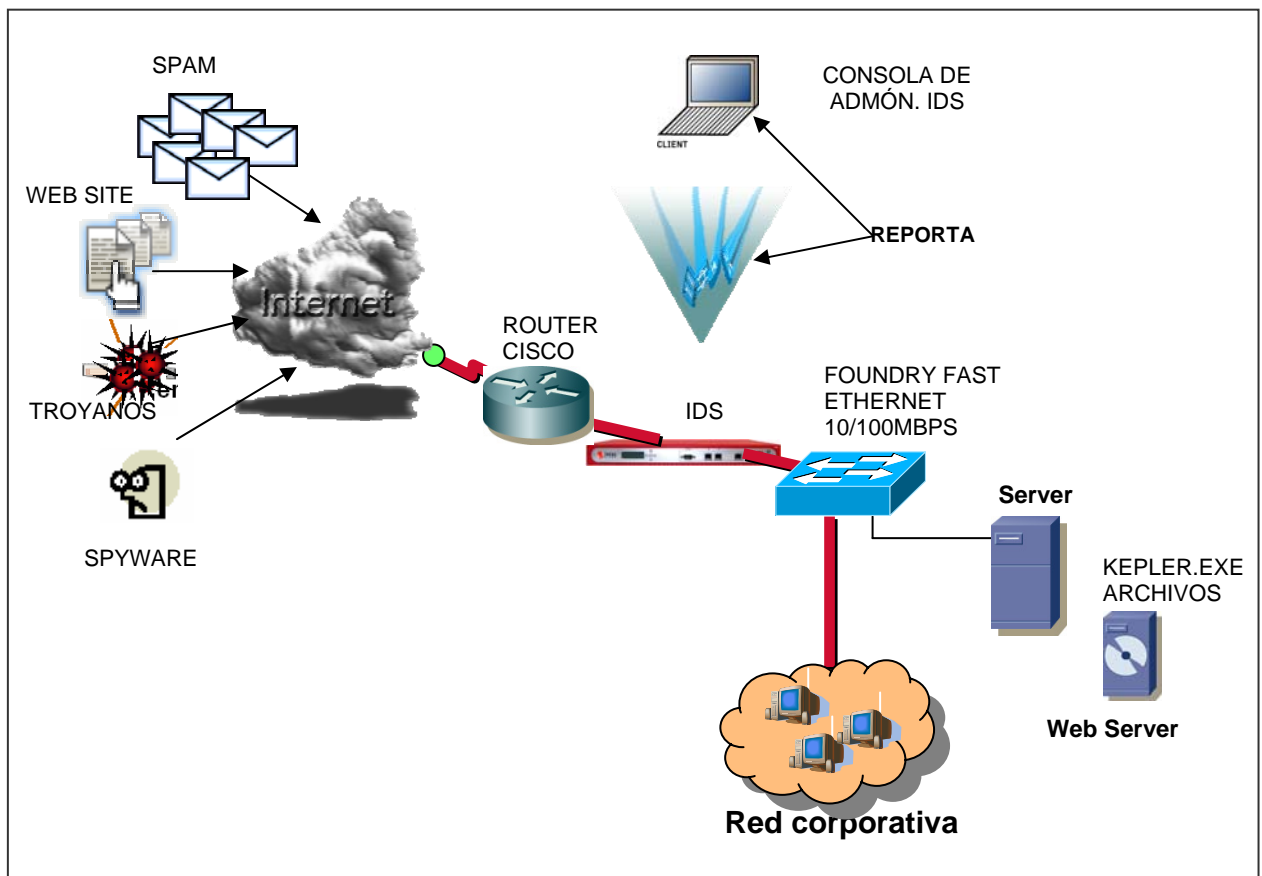 SPAM
CONSOLA DE
ADMÓN. IDS
CLIENT
WEB SITE
REPORTA
Internet
ROUTER
CISCO
FOUNDRY FAST
ETHERNET
10/100MBPS
IDS
TROYANOS
Server
SPYWARE
KEPLER.EXE
ARCHIVOS
Web Server
Red corporativa